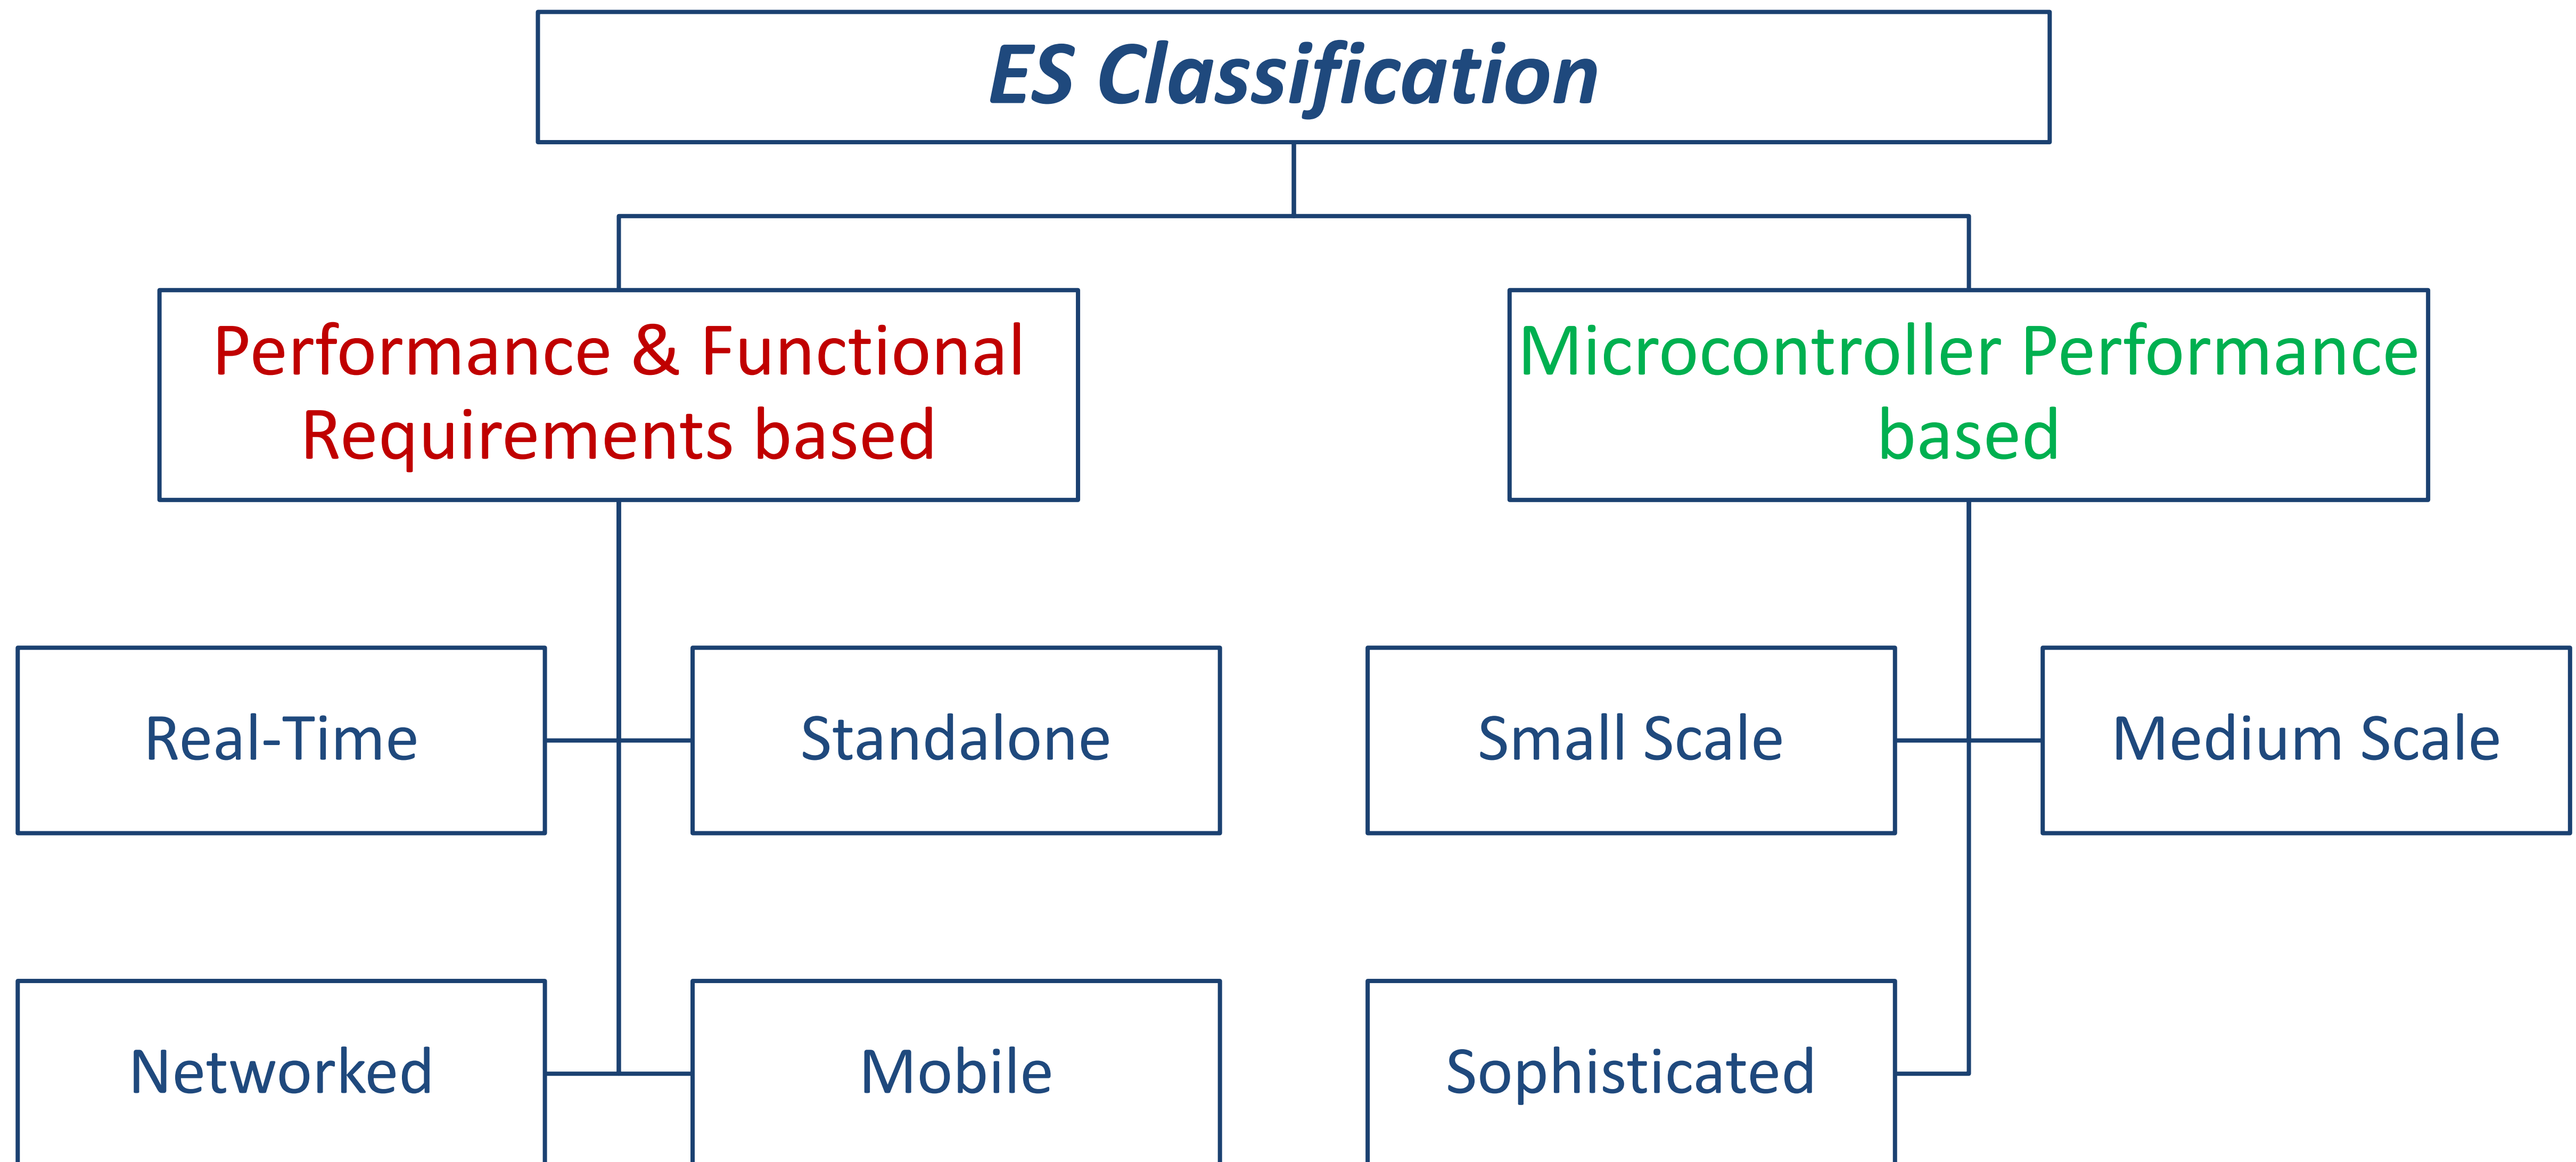 ES Classification
Performance & Functional
Requirements based
Microcontroller Performance
based
Real-Time
Standalone
Small Scale
Medium Scale
Networked
Mobile
Sophisticated